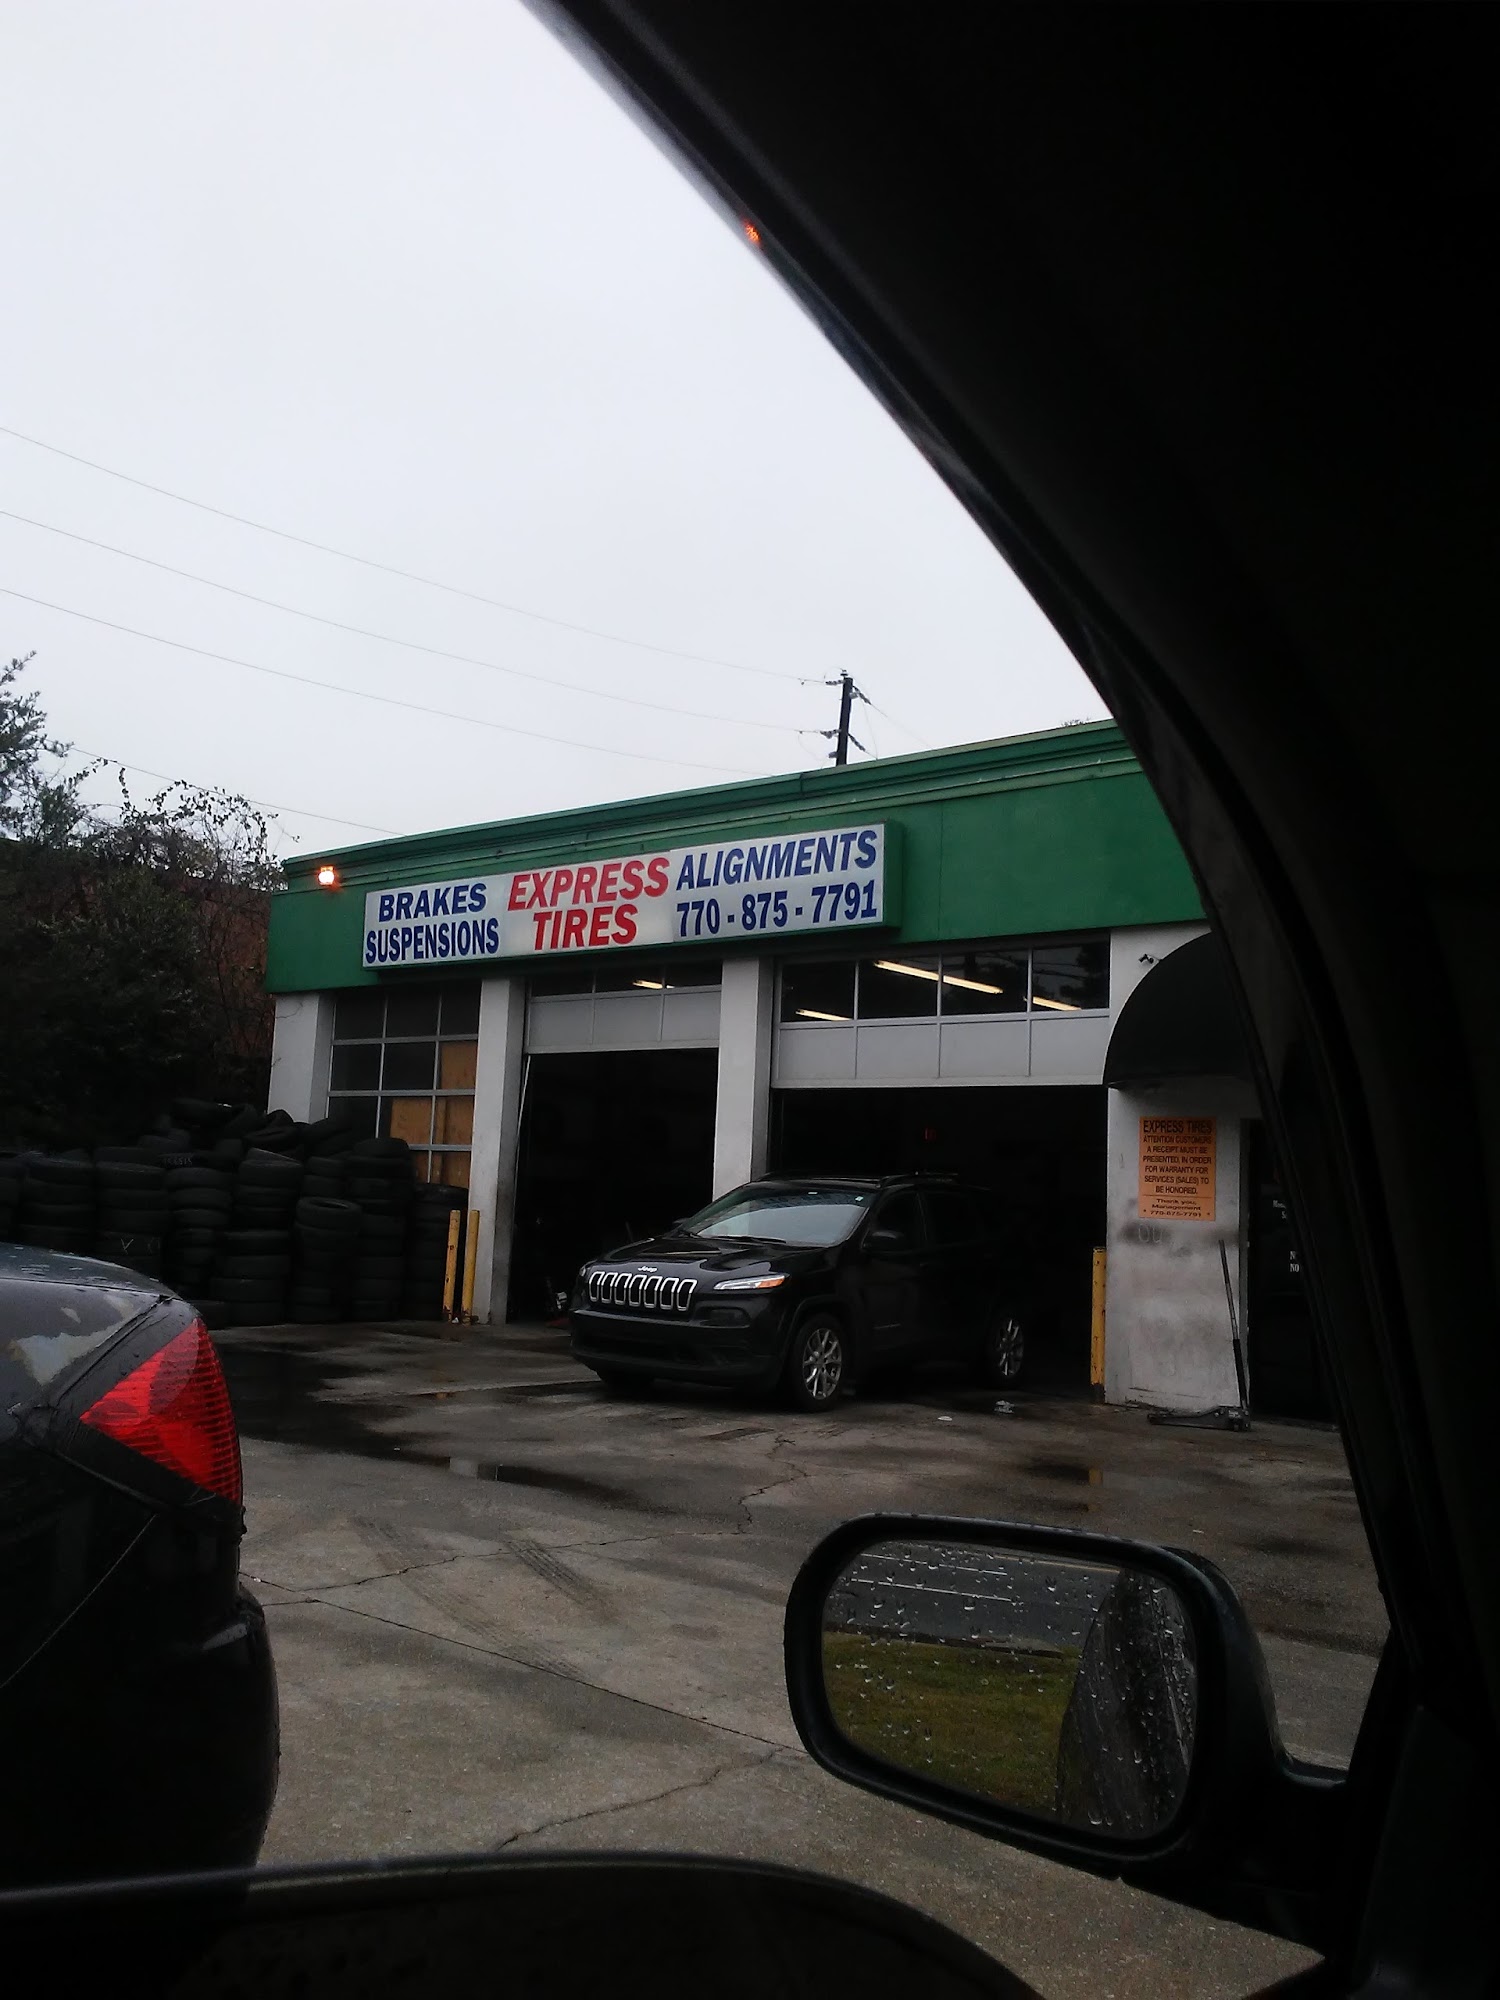 BRAKES
SUSPENSIONS
EXPRESS
TIRES
ALIGNMENTS
770-875-7791
EXPRESS TIRES
ATTENTION CUSTOMERS
A RECEIPT MUST BE
PRESENTED, IN ORDER
FOR WARRANTY FOR
SERVICES (SALES) TO
BE HONORED.
Thank you,
Management
* 770-875-7791 *
Jeep